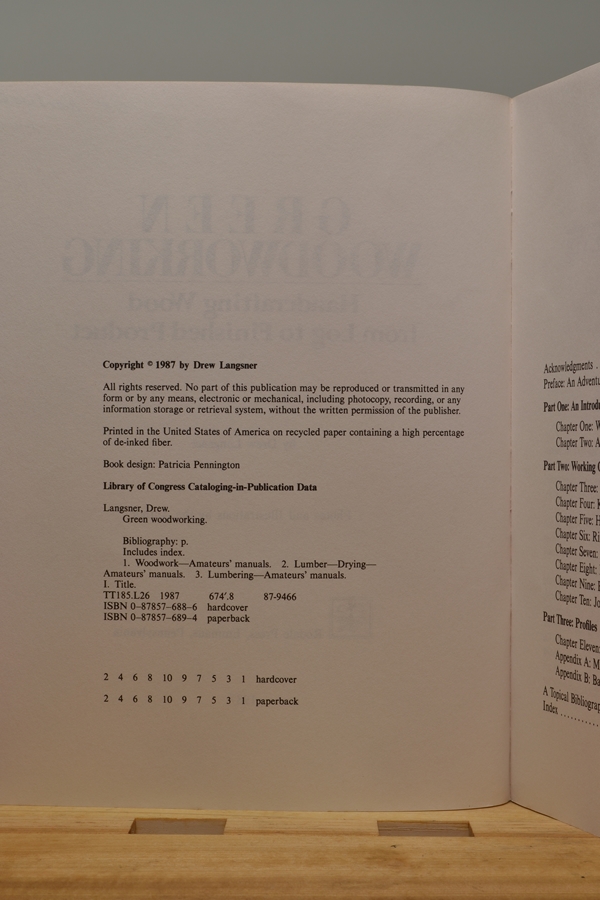 GREEN
WOODWORKING
Handcrafting Wood
from Log to Finished Product
Copyright © 1987 by Drew Langsner
All rights reserved. No part of this publication may be reproduced or transmitted in any
form or by any means, electronic or mechanical, including photocopy, recording, or any
information storage or retrieval system, without the written permission of the publisher.
Printed in the United States of America on recycled paper containing a high percentage
of de-inked fiber.
Book design: Patricia Pennington
Library of Congress Cataloging-in-Publication Data
Langsner, Drew.
Green woodworking.
Bibliography: p.
Includes index.
1. Woodwork—Amateurs' manuals. 2. Lumber—Drying—
Amateurs' manuals. 3. Lumbering—Amateurs' manuals.
I. Title.
TT185.L26 1987 674'.8 87-9466
ISBN 0-87857-688-6 hardcover
ISBN 0-87857-689-4 paperback
2 4 6 8 10 9 7 5 3 1 hardcover
2 4 6 8 10 9 7 5 3 1 paperback
Acknowledgments .
Preface: An
Part One: An
Chapter One:
Chapter Two:
Part Two: Working
Chapter Three:
Chapter Four:
Chapter Five:
Chapter Six:
Chapter Seven:
Chapter Eight:
Chapter Nine:
Chapter Ten:
Part Three: Profiles
Chapter Eleven:
Appendix A:
Appendix B:
A Topical
Index ........